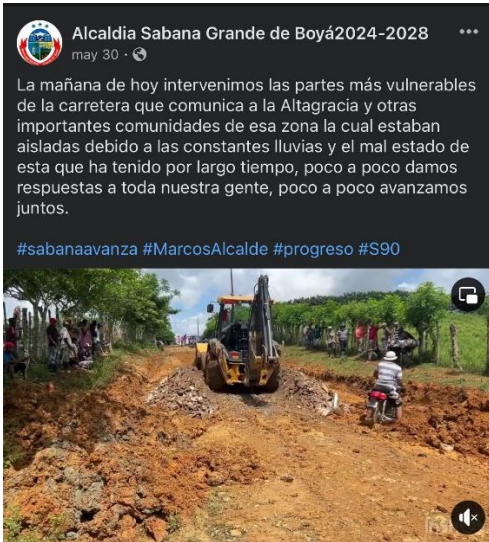 Alcaldia Sabana Grande de Boyá2024-2028
may 30 ·
La mañana de hoy intervenimos las partes más vulnerables
de la carretera que comunica a la Altagracia y otras
importantes comunidades de esa zona la cual estaban
aisladas debido a las constantes lluvias y el mal estado de
esta que ha tenido por largo tiempo, poco a poco damos
respuestas a toda nuestra gente, poco a poco avanzamos
juntos.
#sabanaavanza #MarcosAlcalde #progreso #S90